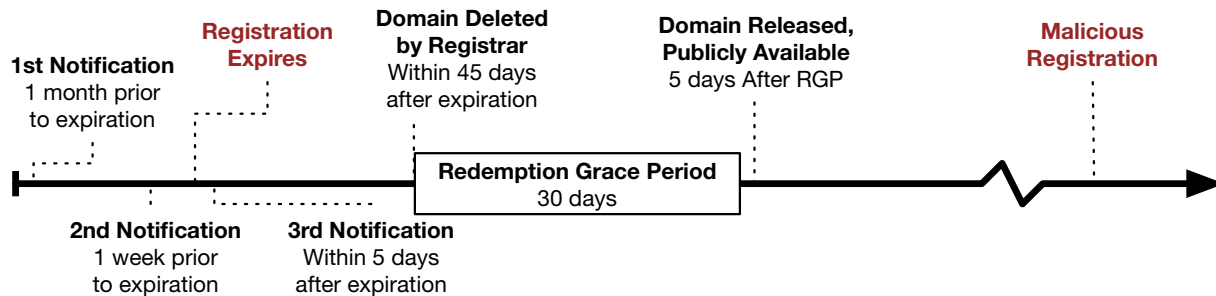 1st Notification
1 month prior
to expiration
Registration
Expires
Domain Deleted
by Registrar
Within 45 days
after expiration
Domain Released,
Publicly Available
5 days After RGP
Malicious
Registration
Redemption Grace Period
30 days
2nd Notification
1 week prior
to expiration
3rd Notification
Within 5 days
after expiration